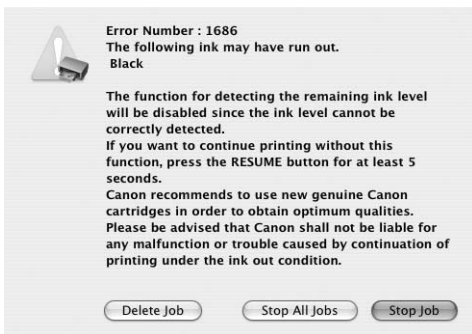 Error Number : 1686
The following ink may have run out.
Black
The function for detecting the remaining ink level
will be disabled since the ink level cannot be
correctly detected.
If you want to continue printing without this
function, press the RESUME button for at least 5
seconds.
Canon recommends to use new genuine Canon
cartridges in order to obtain optimum qualities.
Please be advised that Canon shall not be liable for
any malfunction or trouble caused by continuation of
printing under the ink out condition.
Delete Job Stop All Jobs Stop Job